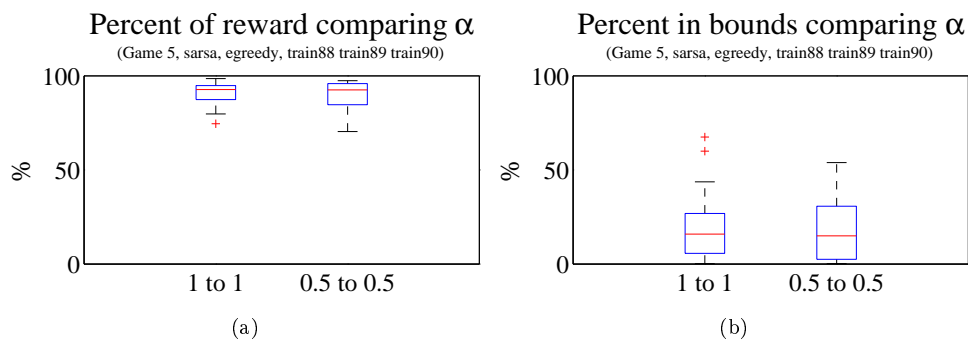 Percent of reward comparing α
(Game 5, sarsa, egreedy, train88 train89 train90)
100
50
0
%
1 to 1
0.5 to 0.5
(a)
Percent in bounds comparing α
(Game 5, sarsa, egreedy, train88 train89 train90)
100
50
0
%
1 to 1
0.5 to 0.5
(b)